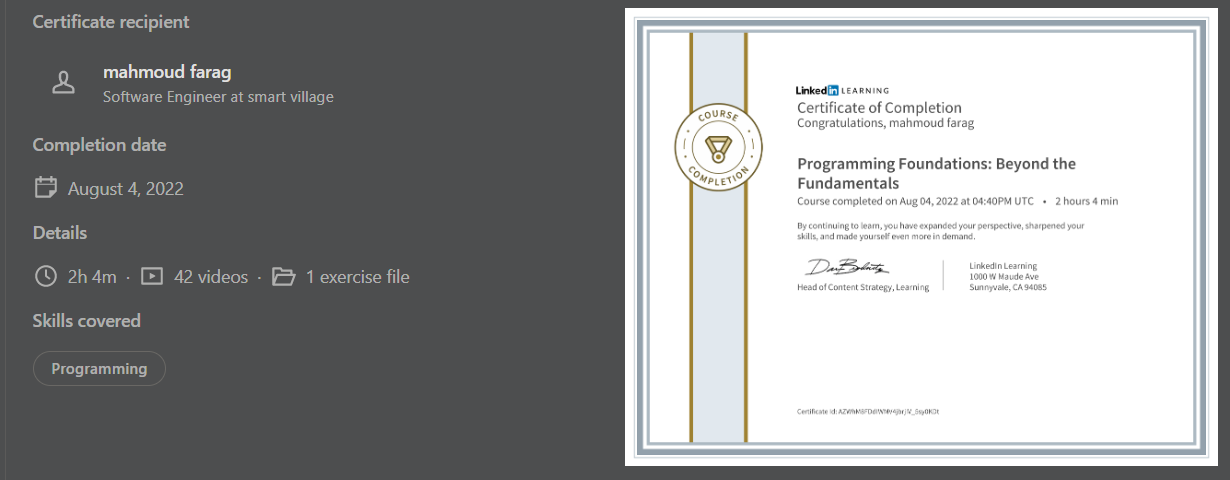 Certificate recipient
mahmoud farag
Software Engineer at smart village
Completion date
August 4, 2022
Details
2h 4m · 42 videos · 1 exercise file
Skills covered
Programming
COURSE
COMPLETION
Linkedin LEARNING
Certificate of Completion
Congratulations, mahmoud farag
Programming Foundations: Beyond the
Fundamentals
Course completed on Aug 04, 2022 at 04:40PM UTC • 2 hours 4 min
By continuing to learn, you have expanded your perspective, sharpened your
skills, and made yourself even more in demand.
Head of Content Strategy, Learning
LinkedIn Learning
1000 W Maude Ave
Sunnyvale, CA 94085
Certificate Id: